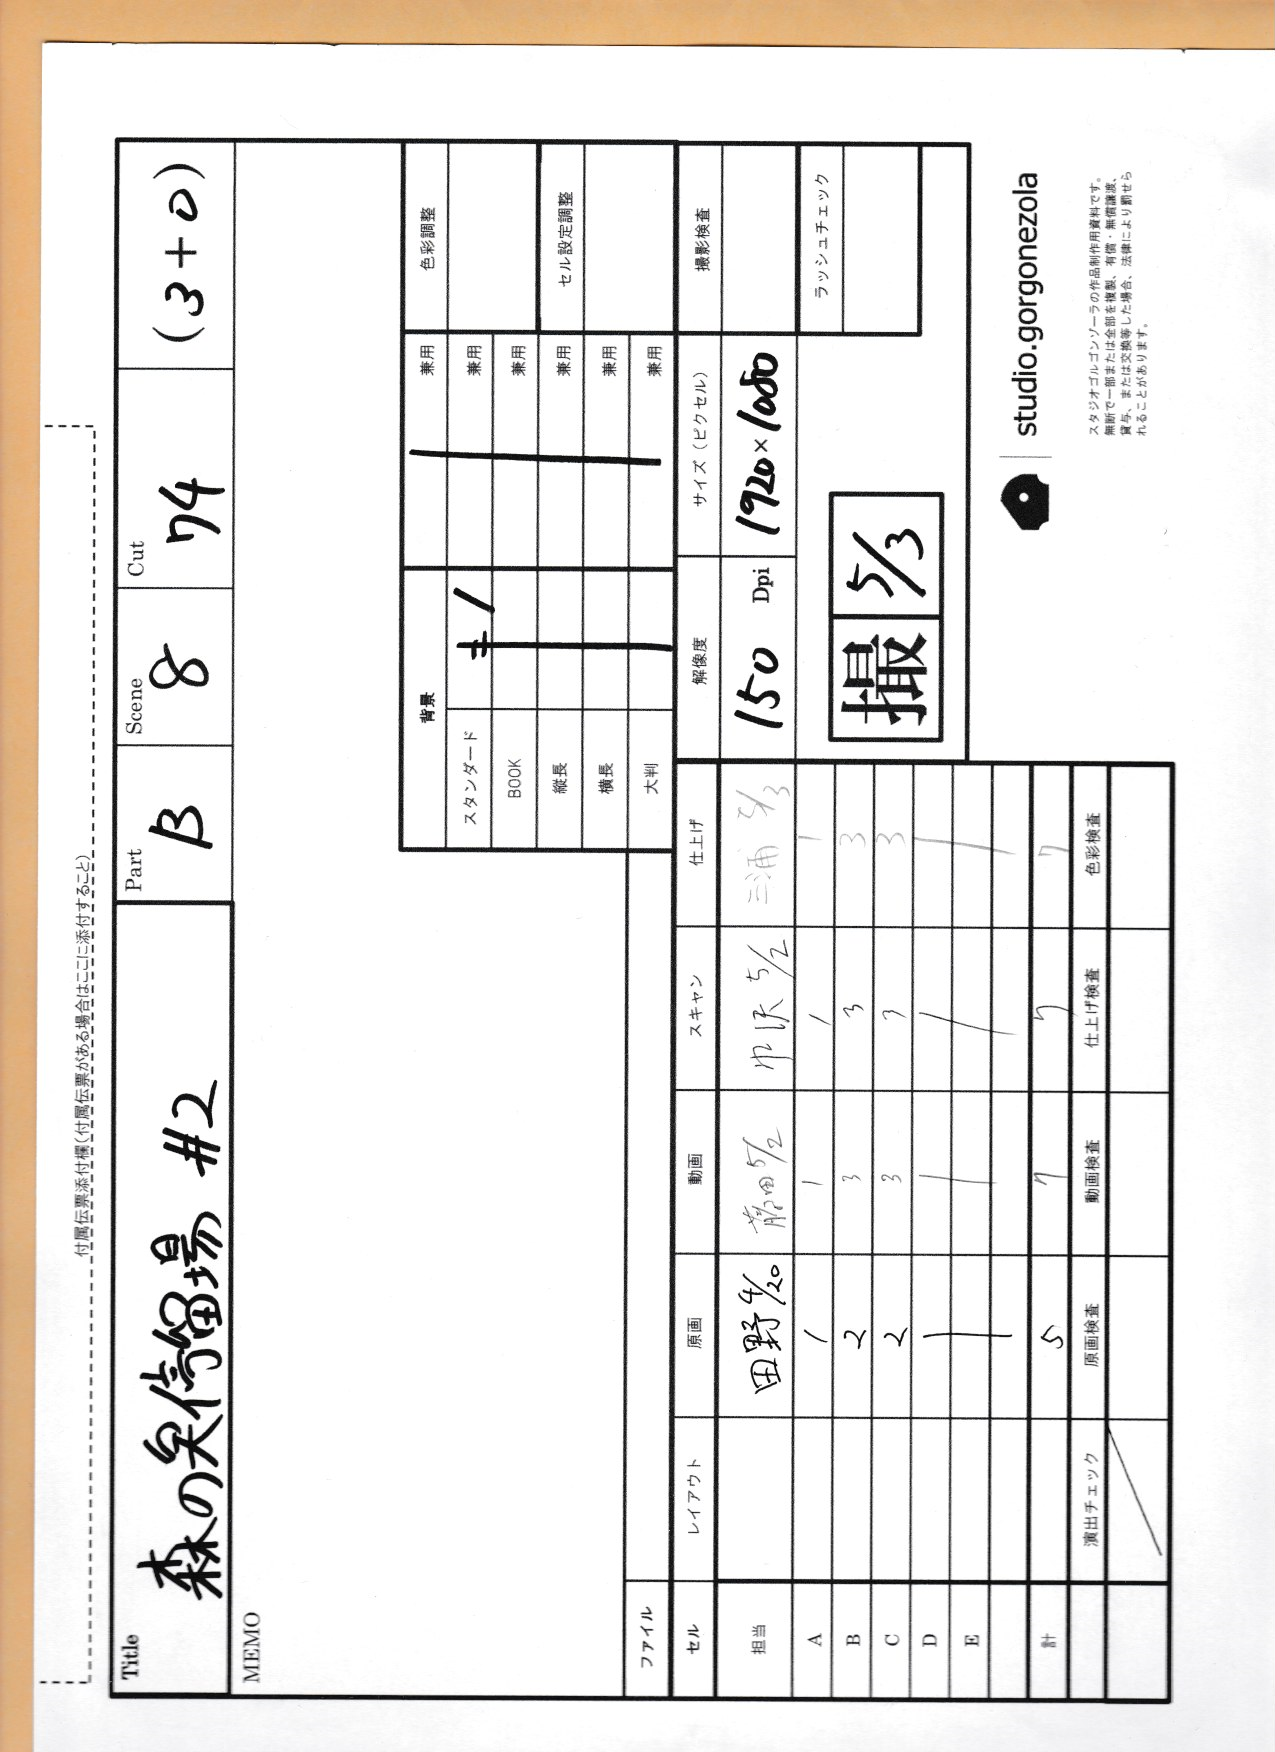 付属伝票添付欄（付属伝票がある場合はここに添付すること）
Title 森の矣倚留場 #2
Part B
Scene 8
Cut 74
(3+0)
MEMO
背景 兼用 色彩調整
スタンダード 1 兼用
BOOK 兼用
縦長 兼用 セル設定調整
横長 兼用
大判 兼用
ファイル
セル レイアウト 原画 動画 スキャン 仕上げ 解像度 サイズ（ピクセル） 撮影検査
担当 田野 4/20 藤田 5/2 5/2 三浦 5/3 150 Dpi 1920×1080
A 1 1 1 1 ラッシュチェック
B 2 3 3 3
C 2 3 3 3 撮 5/3
D
E
計 5 7 7 7
演出チェック 原画検査 動画検査 仕上げ検査 色彩検査
studio.gorgonezola
スタジオゴルゴンゾーラの作品制作用資料です。
無断で一部または全部を複製、有償・無償譲渡、
貸与、または交換等した場合、法律により罰せら
れることがあります。